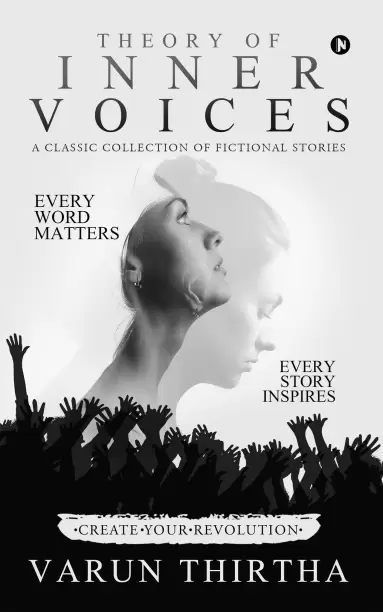 THEORY OF
INNER
VOICES
A CLASSIC COLLECTION OF FICTIONAL STORIES
EVERY
WORD
MATTERS
EVERY
STORY
INSPIRES
•CREATE•YOUR•REVOLUTION•
VARUN THIRTHA
N